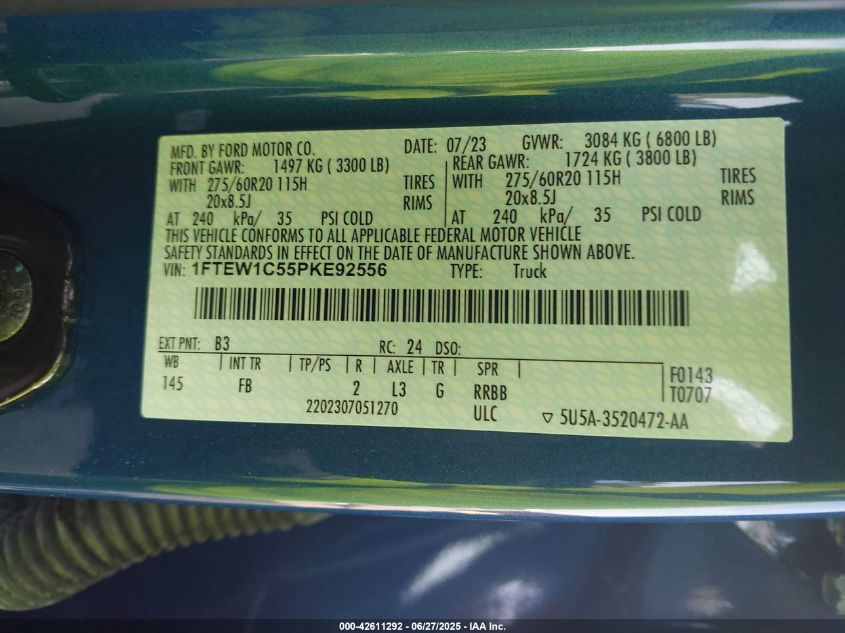 MFD. BY FORD MOTOR CO. DATE: 07/23 GVWR: 3084 KG ( 6800 LB)
FRONT GAWR: 1497 KG ( 3300 LB) REAR GAWR: 1724 KG ( 3800 LB)
WITH 275/60R20 115H TIRES WITH 275/60R20 115H TIRES
20x8.5J RIMS 20x8.5J RIMS
AT 240 kPa/ 35 PSI COLD AT 240 kPa/ 35 PSI COLD
THIS VEHICLE CONFORMS TO ALL APPLICABLE FEDERAL MOTOR VEHICLE
SAFETY STANDARDS IN EFFECT ON THE DATE OF MANUFACTURE SHOWN ABOVE.
VIN: 1FTEW1C55PKE92556 TYPE: Truck
EXT PNT: B3 RC: 24 DSO:
WB INT TR TP/PS R AXLE TR SPR F0143
145 FB 2 L3 G RRBB T0707
2202307051270 ULC ▽ 5U5A-3520472-AA
000-42611292 - 06/27/2025 - IAA Inc.